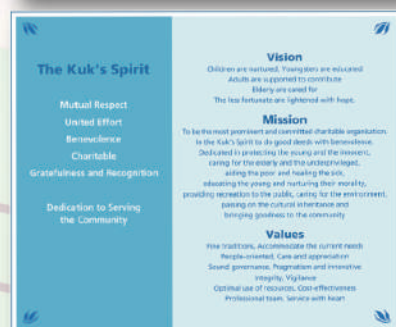 The Kuk's Spirit
Mutual Respect
United Effort
Benevolence
Charitable
Gratefulness and Recognition
Dedication to Serving
the Community
Vision
Children are nurtured, Youngsters are educated
Adults are supported to contribute
Elderly are cared for
The less fortunate are lightened with hope.
Mission
To be the most prominent and committed charitable organization.
In the Kuk's Spirit to do good deeds with benevolence.
Dedicated in protecting the young and the innocent,
caring for the elderly and the underprivileged,
aiding the poor and healing the sick,
educating the young and nurturing their morality,
providing recreation to the public, caring for the environment,
passing on the cultural inheritance and
bringing goodness to the community
Values
Fine traditions, Accommodate the current needs
People-oriented, Care and appreciation
Sound governance, Pragmatism and innovative
Integrity, Vigilance
Optimal use of resources, Cost-effectiveness
Professional team, Service with heart